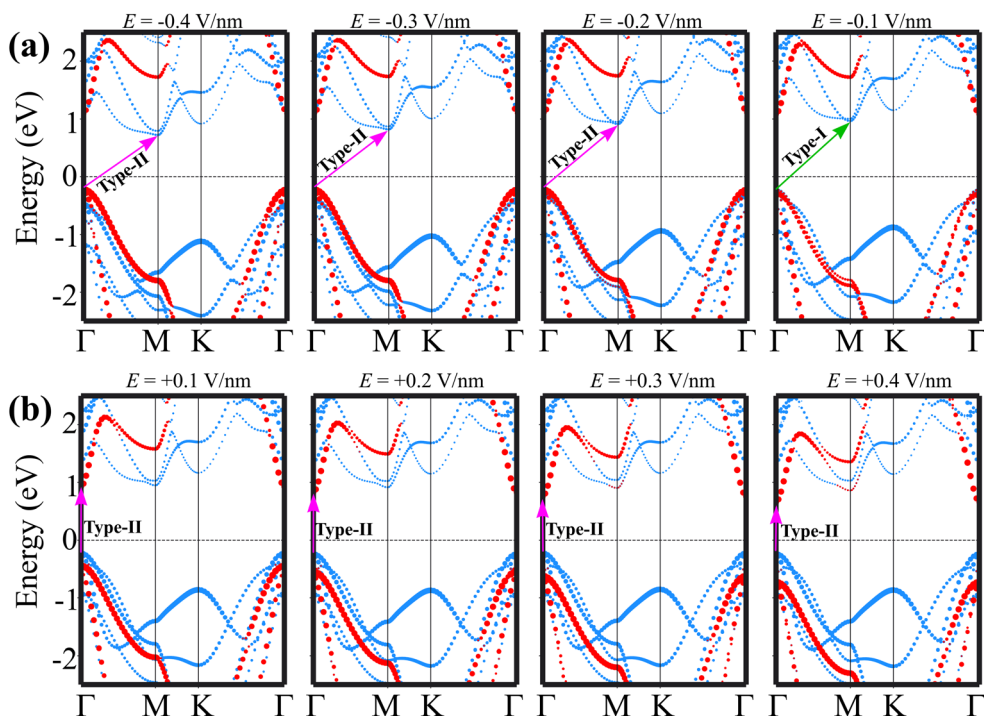 E = -0.4 V/nm E = -0.3 V/nm E = -0.2 V/nm E = -0.1 V/nm
(a)
Energy (eV)
2
1
0
-1
-2
Type-II Type-II Type-II Type-I
Γ M K Γ Γ M K Γ Γ M K Γ Γ M K Γ
E = +0.1 V/nm E = +0.2 V/nm E = +0.3 V/nm E = +0.4 V/nm
(b)
Energy (eV)
2
1
0
-1
-2
Type-II Type-II Type-II Type-II
Γ M K Γ Γ M K Γ Γ M K Γ Γ M K Γ